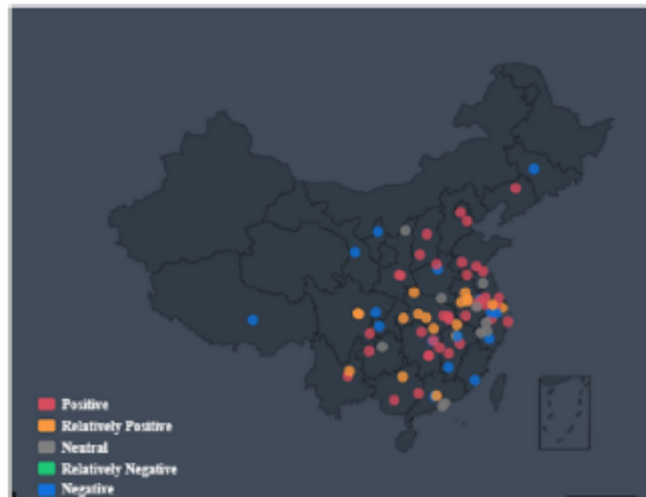 Positive
Relatively Positive
Neutral
Relatively Negative
Negative